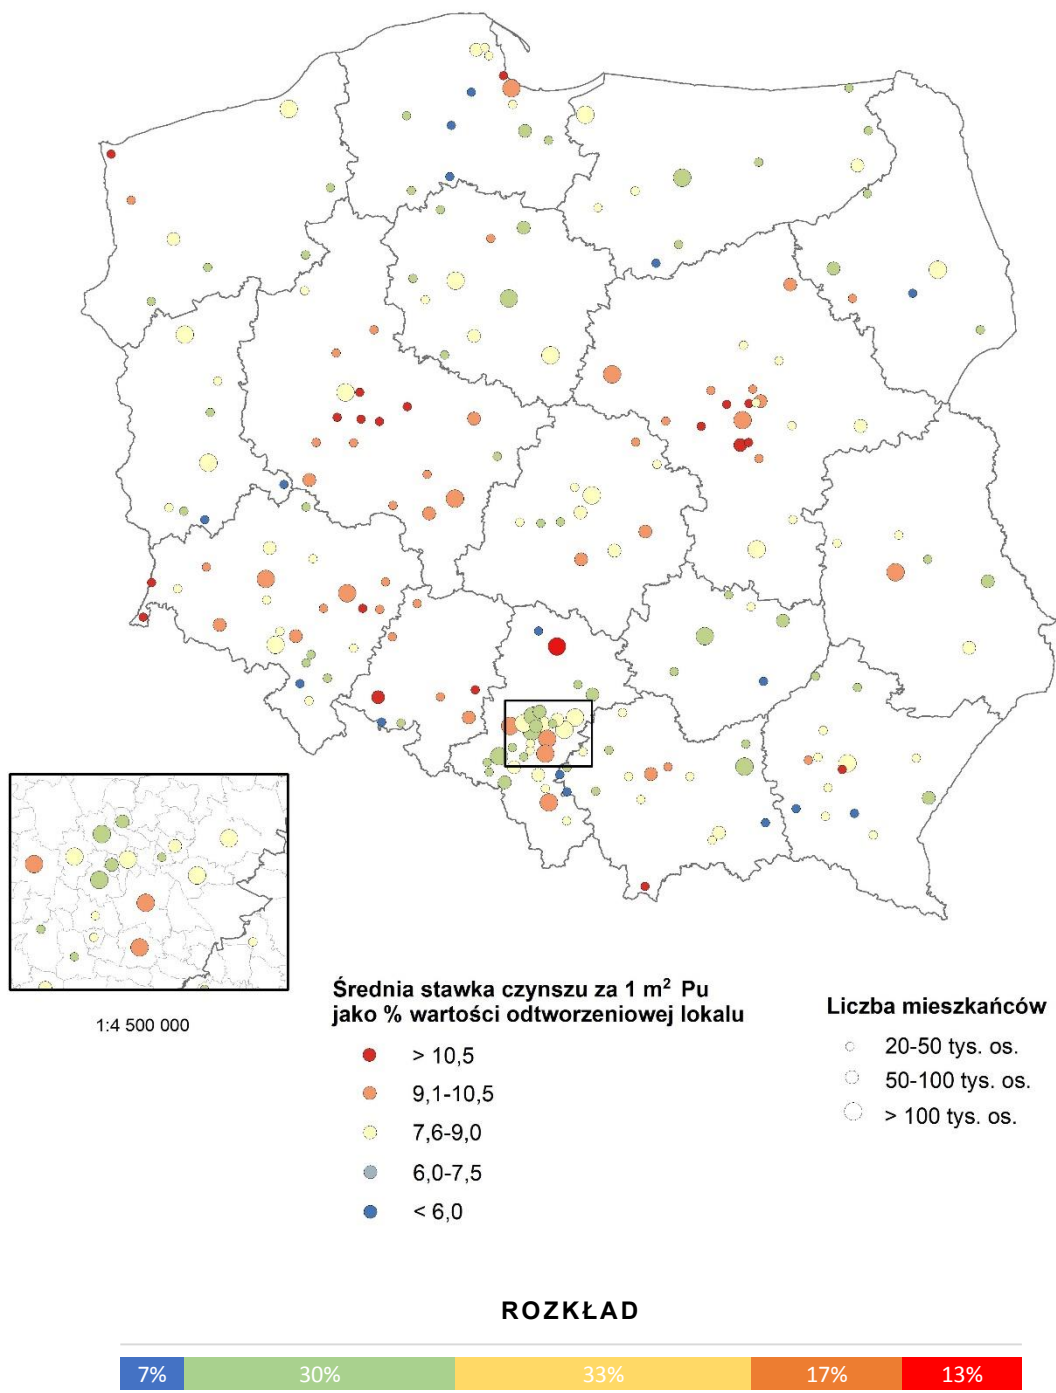 1:4 500 000
Średnia stawka czynszu za 1 m² Pu
jako % wartości odtworzeniowej lokalu
> 10,5
9,1-10,5
7,6-9,0
6,0-7,5
< 6,0
Liczba mieszkańców
20-50 tys. os.
50-100 tys. os.
> 100 tys. os.
ROZKŁAD
7% 30% 33% 17% 13%